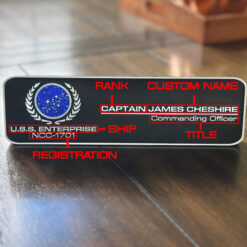 RANK CUSTOM NAME
CAPTAIN JAMES CHESHIRE
Commanding Officer
U.S.S. ENTERPRISE SHIP
NCC-1701 TITLE
REGISTRATION